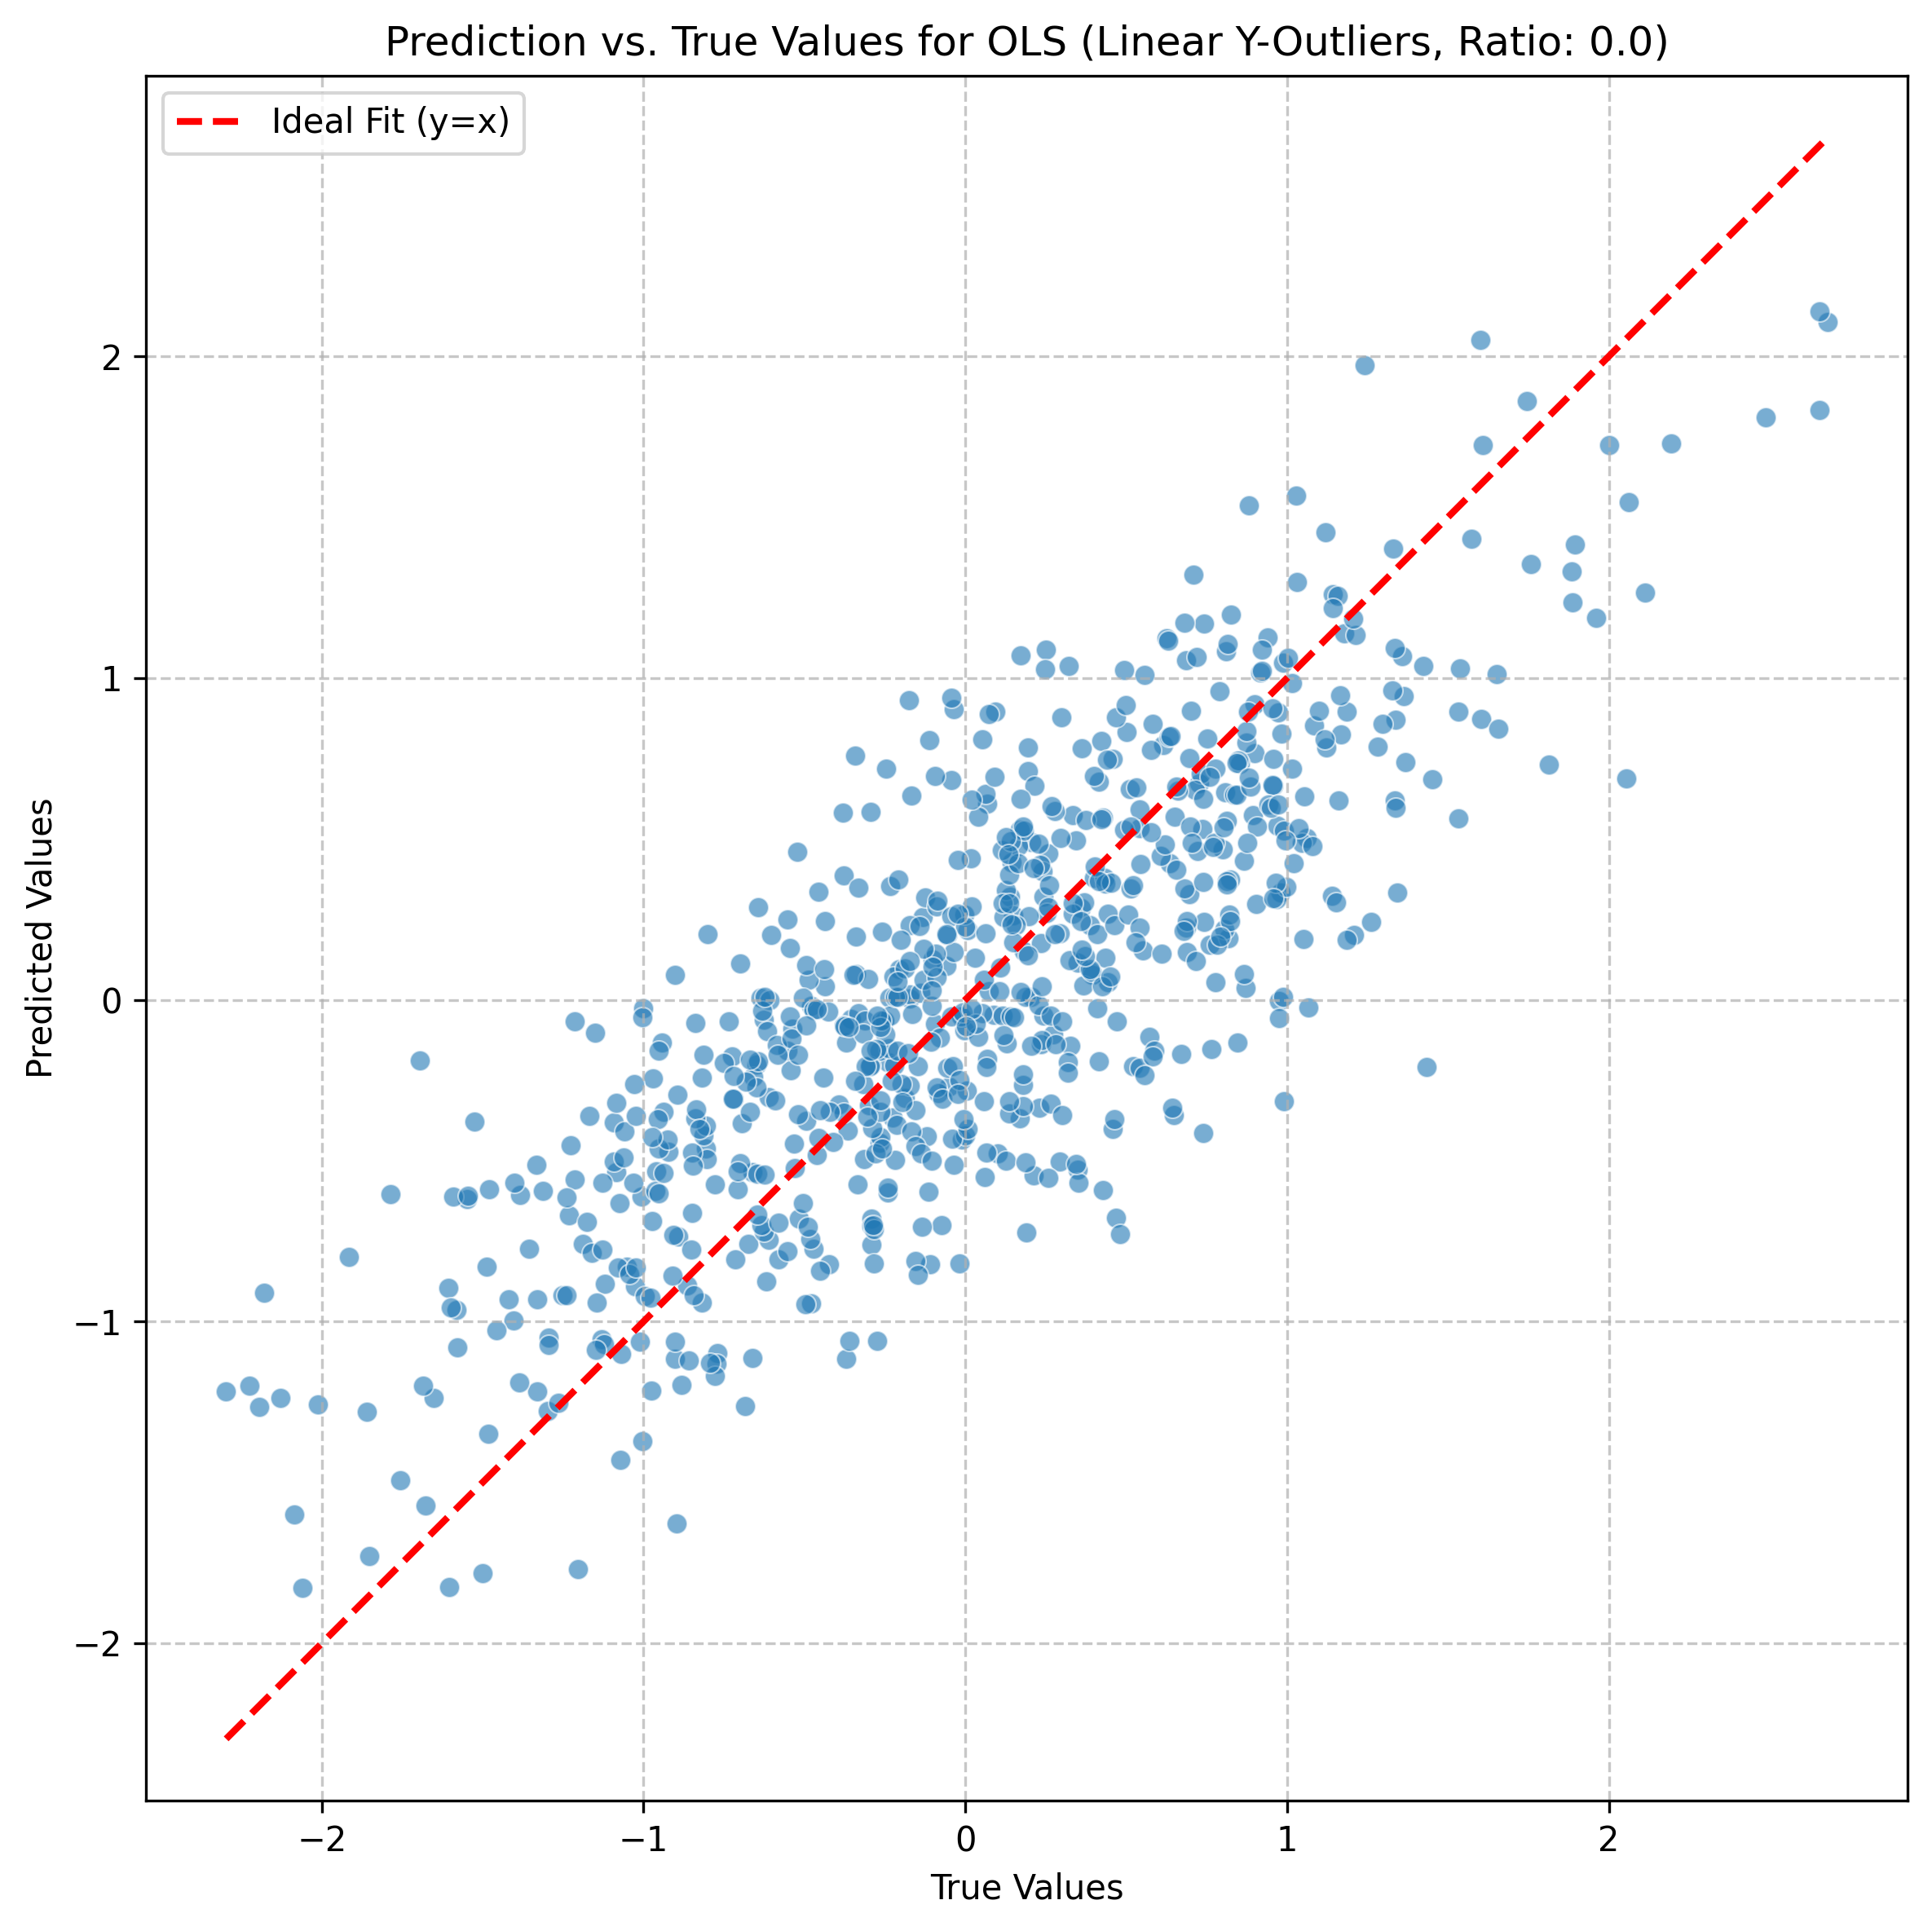 Prediction vs. True Values for OLS (Linear Y-Outliers, Ratio: 0.0)
Ideal Fit (y=x)
2
1
0
−1
−2
Predicted Values
−2
−1
0
1
2
True Values